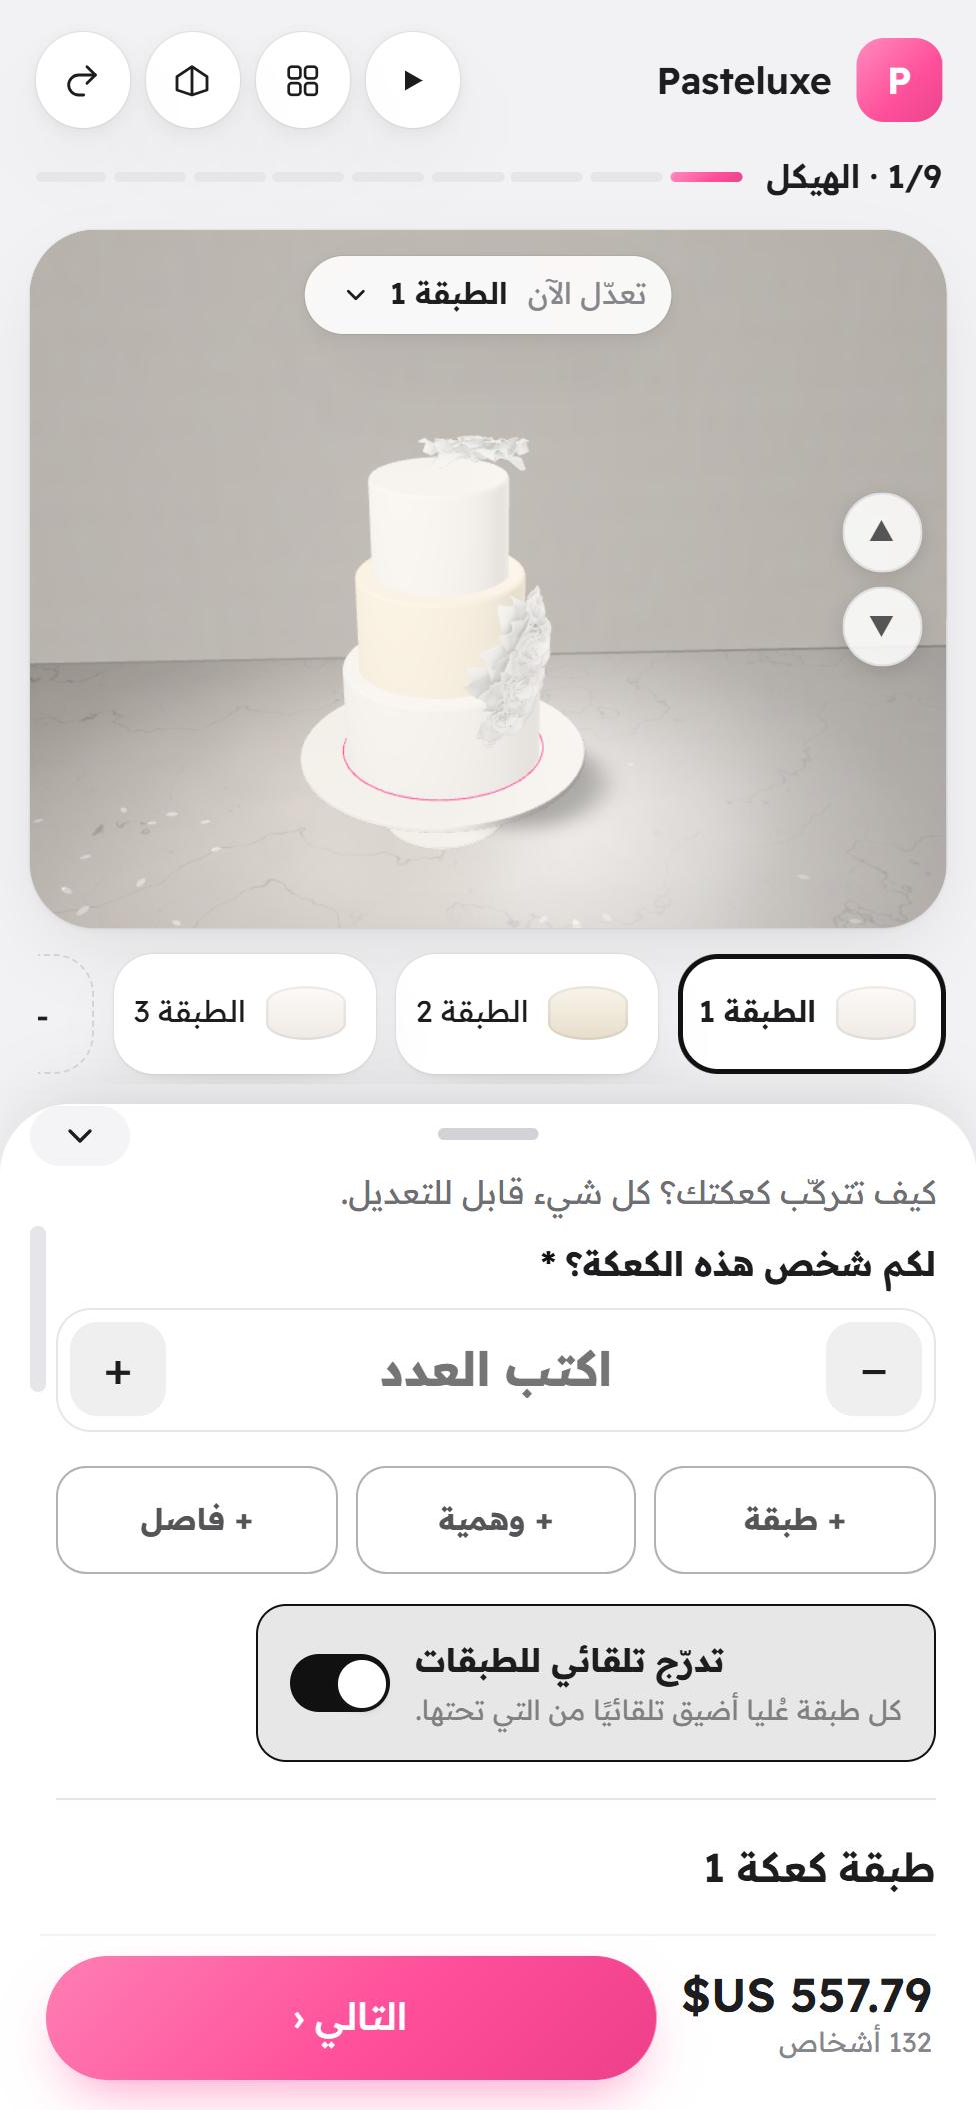 P
Pasteluxe
1/9 · الهيكل
تعدّل الآن الطبقة 1
الطبقة 1
الطبقة 2
الطبقة 3
كيف تتركّب كعكتك؟ كل شيء قابل للتعديل.
لكم شخص هذه الكعكة؟ *
− اكتب العدد +
+ طبقة
+ وهمية
+ فاصل
تدرّج تلقائي للطبقات
كل طبقة عُليا أضيق تلقائيًا من التي تحتها.
طبقة كعكة 1
$US 557.79
132 أشخاص
التالي ›